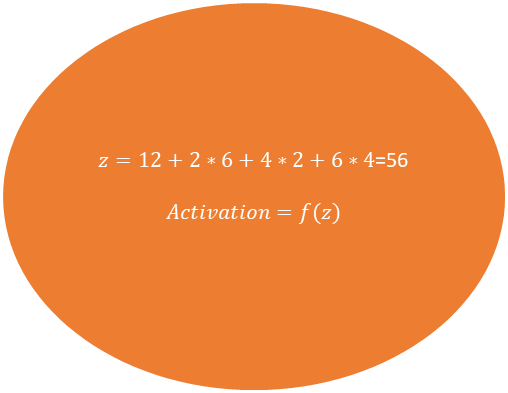 z = 12 + 2 * 6 + 4 * 2 + 6 * 4=56
Activation = f(z)